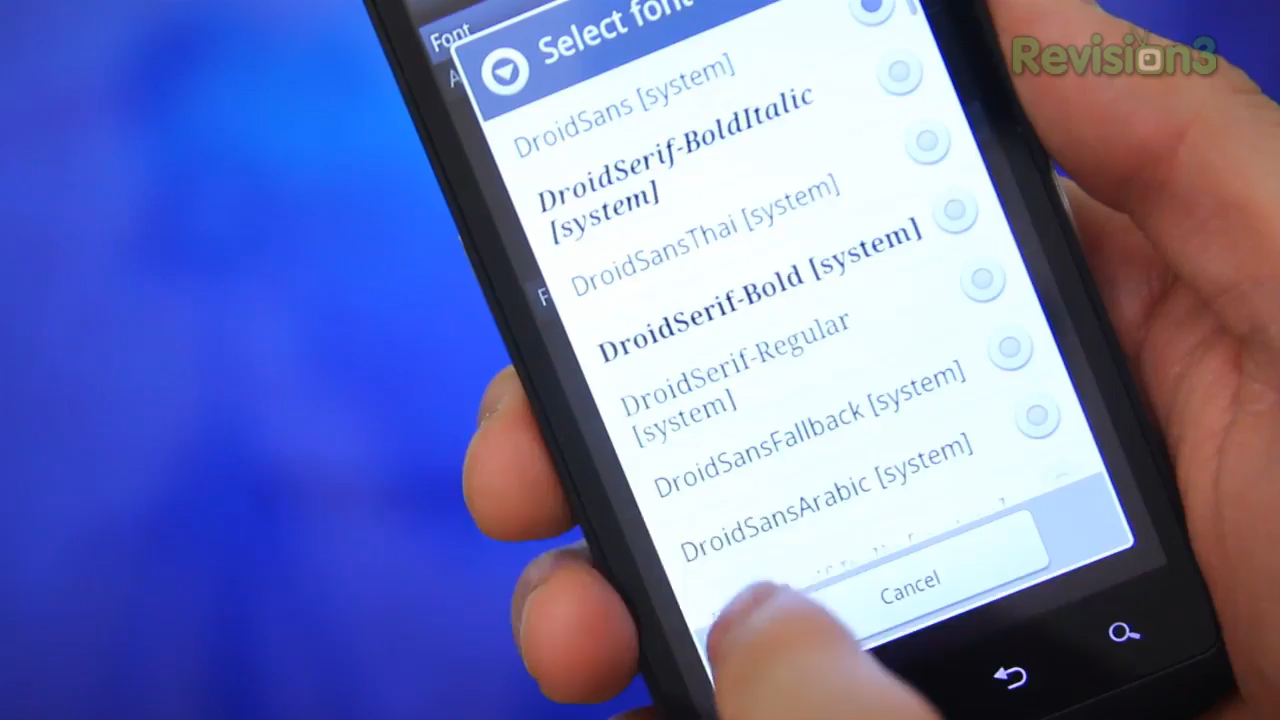 Revision3
Font
Select font
DroidSans [system]
DroidSerif-BoldItalic
[system]
DroidSansThai [system]
DroidSerif-Bold [system]
DroidSerif-Regular
[system]
DroidSansFallback [system]
DroidSansArabic [system]
Cancel